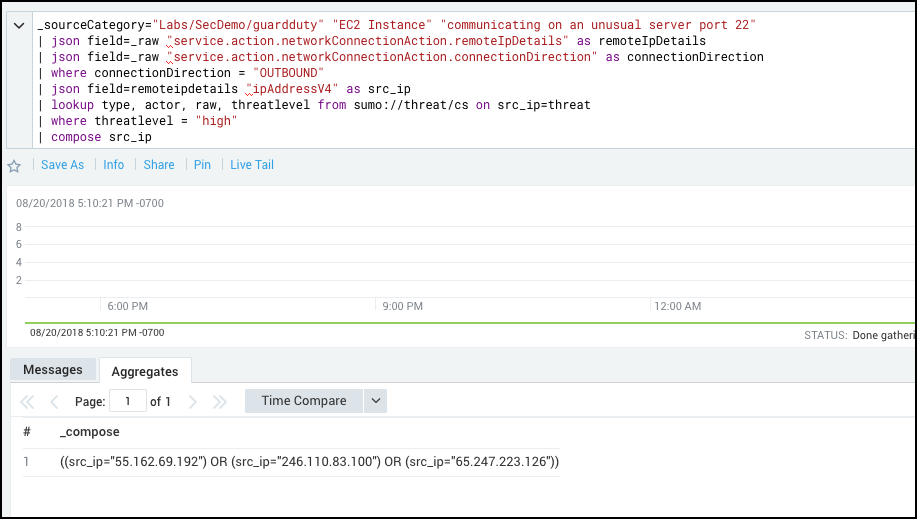 _sourceCategory="Labs/SecDemo/guardduty" "EC2 Instance" "communicating on an unusual server port 22"
| json field=_raw "service.action.networkConnectionAction.remoteIpDetails" as remoteIpDetails
| json field=_raw "service.action.networkConnectionAction.connectionDirection" as connectionDirection
| where connectionDirection = "OUTBOUND"
| json field=remoteipdetails "ipAddressV4" as src_ip
| lookup type, actor, raw, threatlevel from sumo://threat/cs on src_ip=threat
| where threatlevel = "high"
| compose src_ip
Save As | Info | Share | Pin | Live Tail
08/20/2018 5:10:21 PM -0700
8
6
4
2
6:00 PM 9:00 PM 12:00 AM
08/20/2018 5:10:21 PM -0700
STATUS: Done gatheri
Messages Aggregates
Page: 1 of 1 Time Compare
# _compose
1 ((src_ip="55.162.69.192") OR (src_ip="246.110.83.100") OR (src_ip="65.247.223.126"))